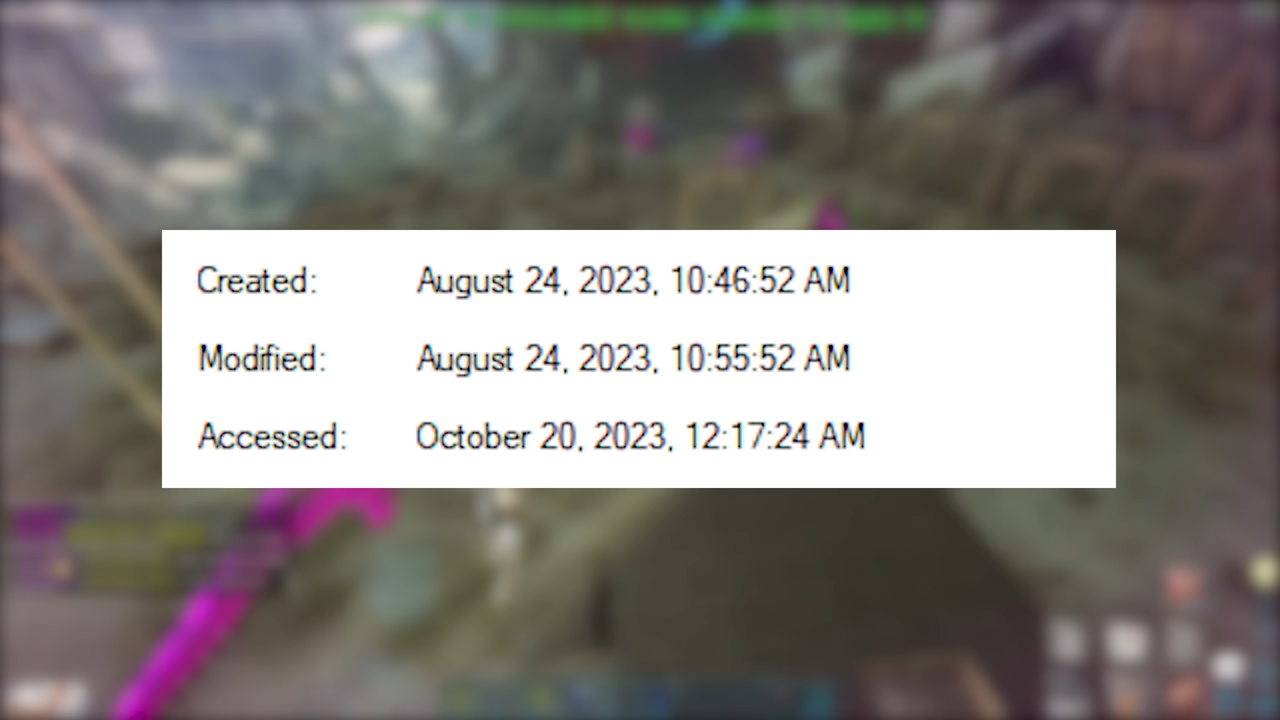 Created: August 24, 2023, 10:46:52 AM
Modified: August 24, 2023, 10:55:52 AM
Accessed: October 20, 2023, 12:17:24 AM